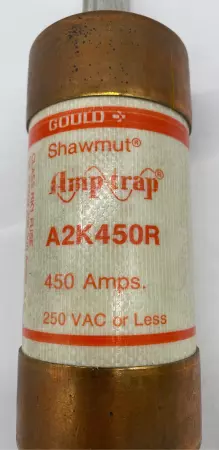 GOULD
Shawmut®
Amp-trap®
A2K450R
450 Amps.
250 VAC or Less